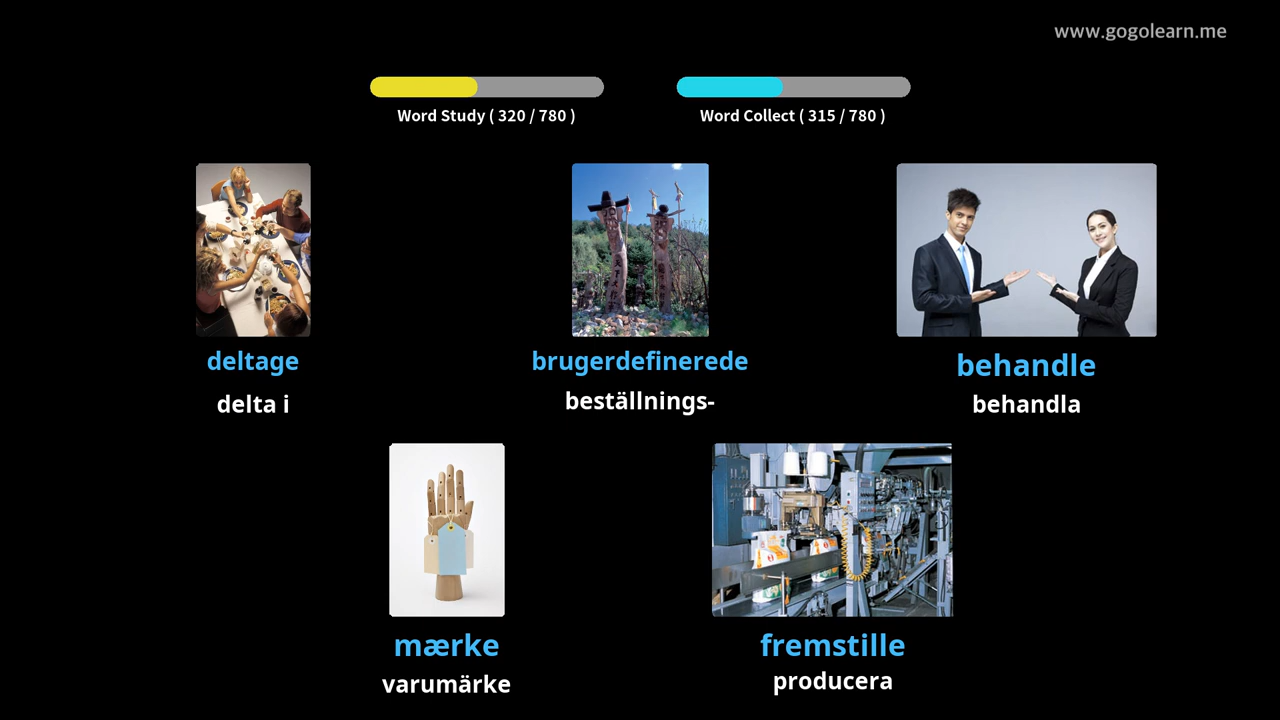 www.gogolearn.me
Word Study ( 320 / 780 )
Word Collect ( 315 / 780 )
deltage
delta i
brugerdefinerede
beställnings-
behandle
behandla
mærke
varumärke
fremstille
producera